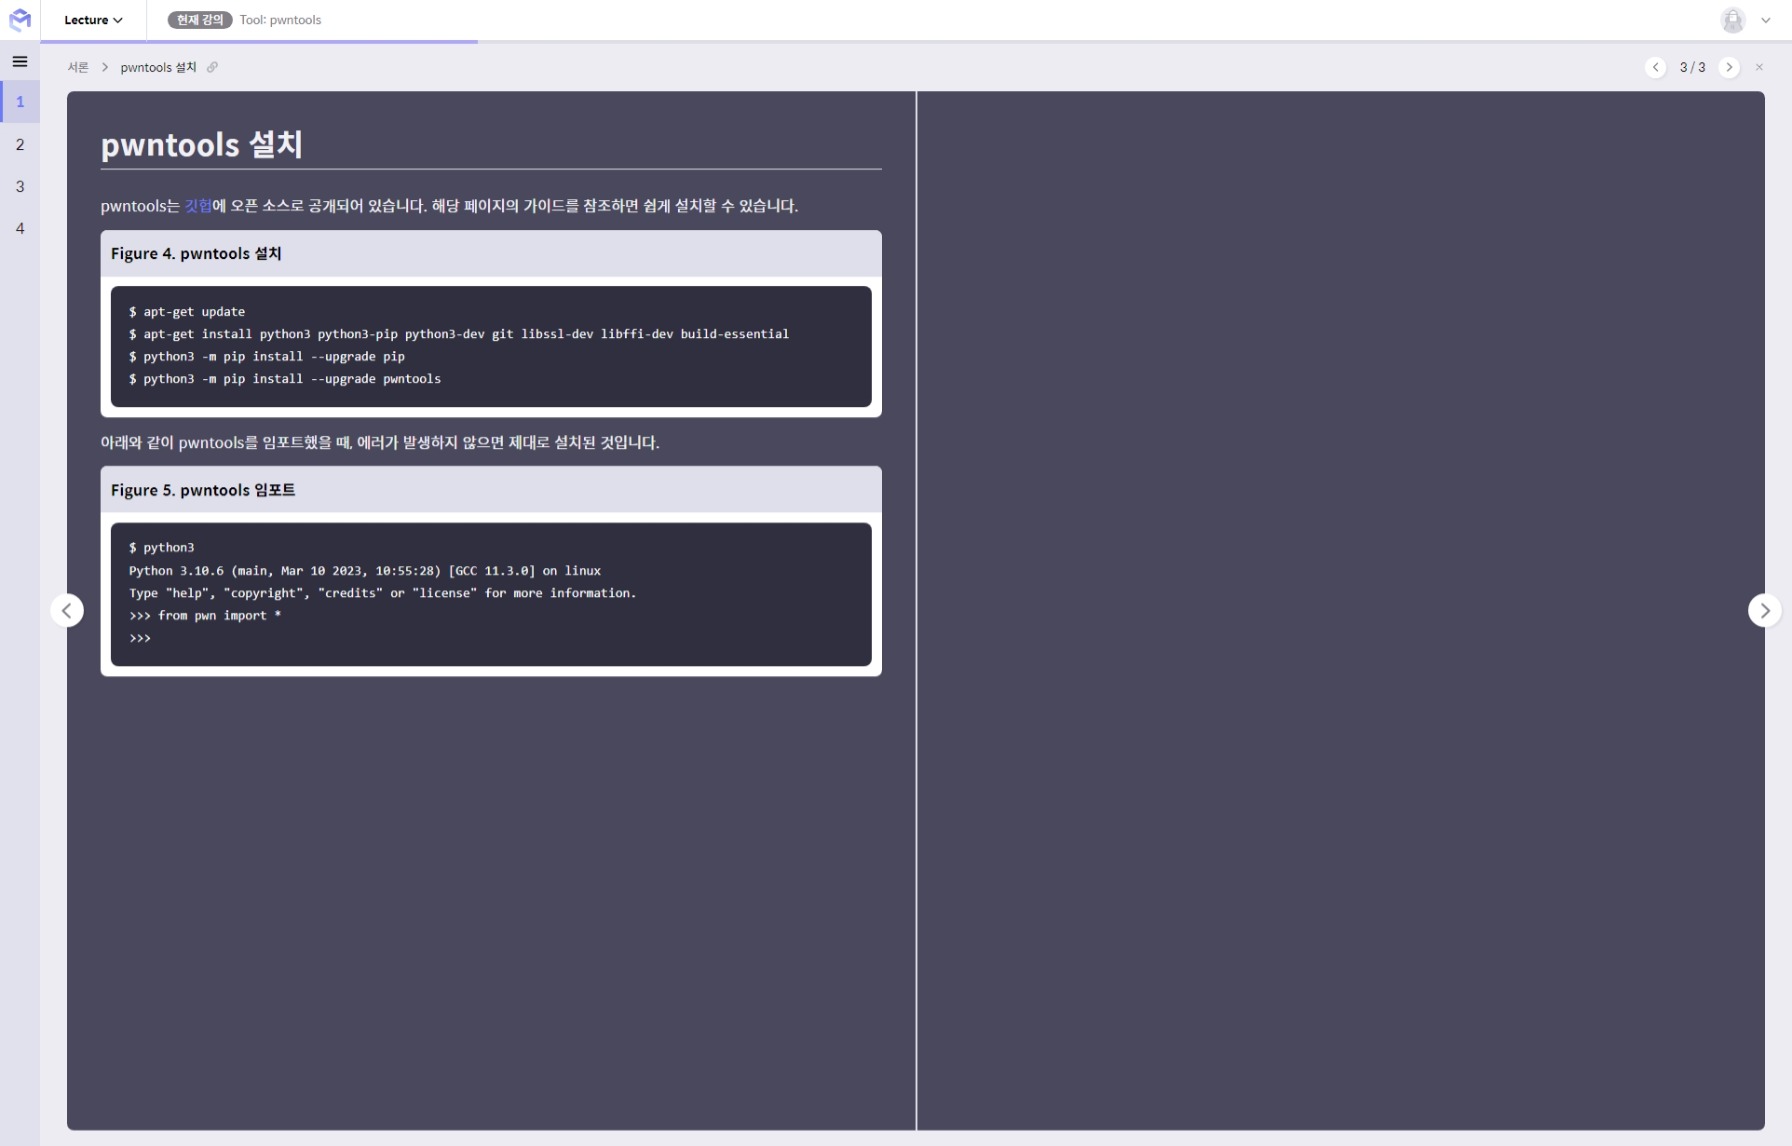 Lecture
현재 강의 Tool: pwntools
서론 > pwntools 설치
3 / 3
1
2
3
4
pwntools 설치
pwntools는 깃헙에 오픈 소스로 공개되어 있습니다. 해당 페이지의 가이드를 참조하면 쉽게 설치할 수 있습니다.
Figure 4. pwntools 설치
$ apt-get update
$ apt-get install python3 python3-pip python3-dev git libssl-dev libffi-dev build-essential
$ python3 -m pip install --upgrade pip
$ python3 -m pip install --upgrade pwntools
아래와 같이 pwntools를 임포트했을 때, 에러가 발생하지 않으면 제대로 설치된 것입니다.
Figure 5. pwntools 임포트
$ python3
Python 3.10.6 (main, Mar 10 2023, 10:55:28) [GCC 11.3.0] on linux
Type "help", "copyright", "credits" or "license" for more information.
>>> from pwn import *
>>>